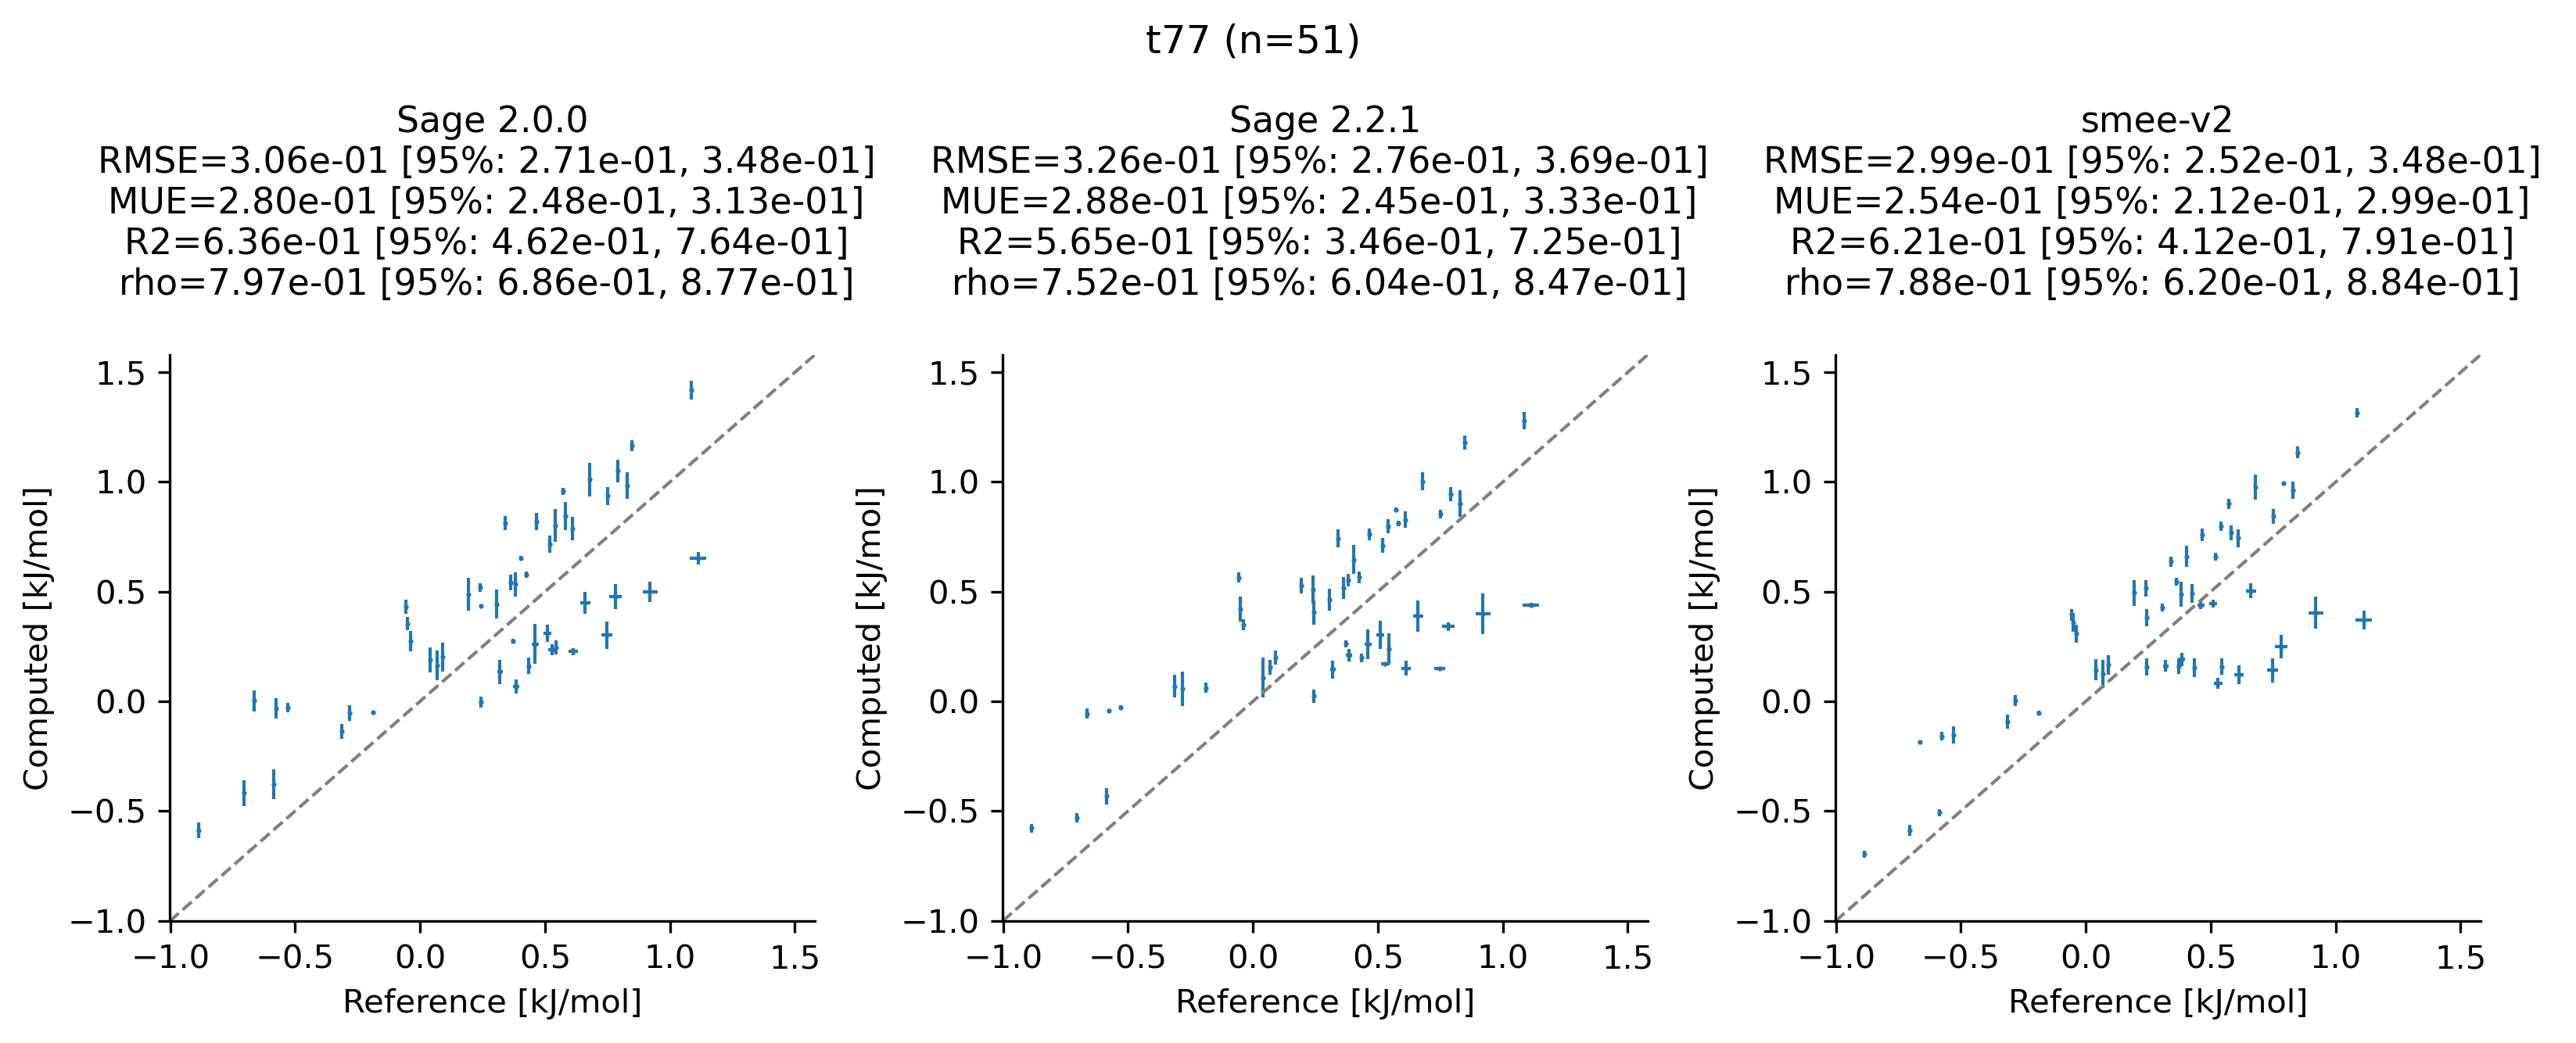 t77 (n=51)
Sage 2.0.0
RMSE=3.06e-01 [95%: 2.71e-01, 3.48e-01]
MUE=2.80e-01 [95%: 2.48e-01, 3.13e-01]
R2=6.36e-01 [95%: 4.62e-01, 7.64e-01]
rho=7.97e-01 [95%: 6.86e-01, 8.77e-01]
1.5
1.0
0.5
0.0
−0.5
−1.0
Computed [kJ/mol]
−1.0 −0.5 0.0 0.5 1.0 1.5
Reference [kJ/mol]
Sage 2.2.1
RMSE=3.26e-01 [95%: 2.76e-01, 3.69e-01]
MUE=2.88e-01 [95%: 2.45e-01, 3.33e-01]
R2=5.65e-01 [95%: 3.46e-01, 7.25e-01]
rho=7.52e-01 [95%: 6.04e-01, 8.47e-01]
1.5
1.0
0.5
0.0
−0.5
−1.0
Computed [kJ/mol]
−1.0 −0.5 0.0 0.5 1.0 1.5
Reference [kJ/mol]
smee-v2
RMSE=2.99e-01 [95%: 2.52e-01, 3.48e-01]
MUE=2.54e-01 [95%: 2.12e-01, 2.99e-01]
R2=6.21e-01 [95%: 4.12e-01, 7.91e-01]
rho=7.88e-01 [95%: 6.20e-01, 8.84e-01]
1.5
1.0
0.5
0.0
−0.5
−1.0
Computed [kJ/mol]
−1.0 −0.5 0.0 0.5 1.0 1.5
Reference [kJ/mol]